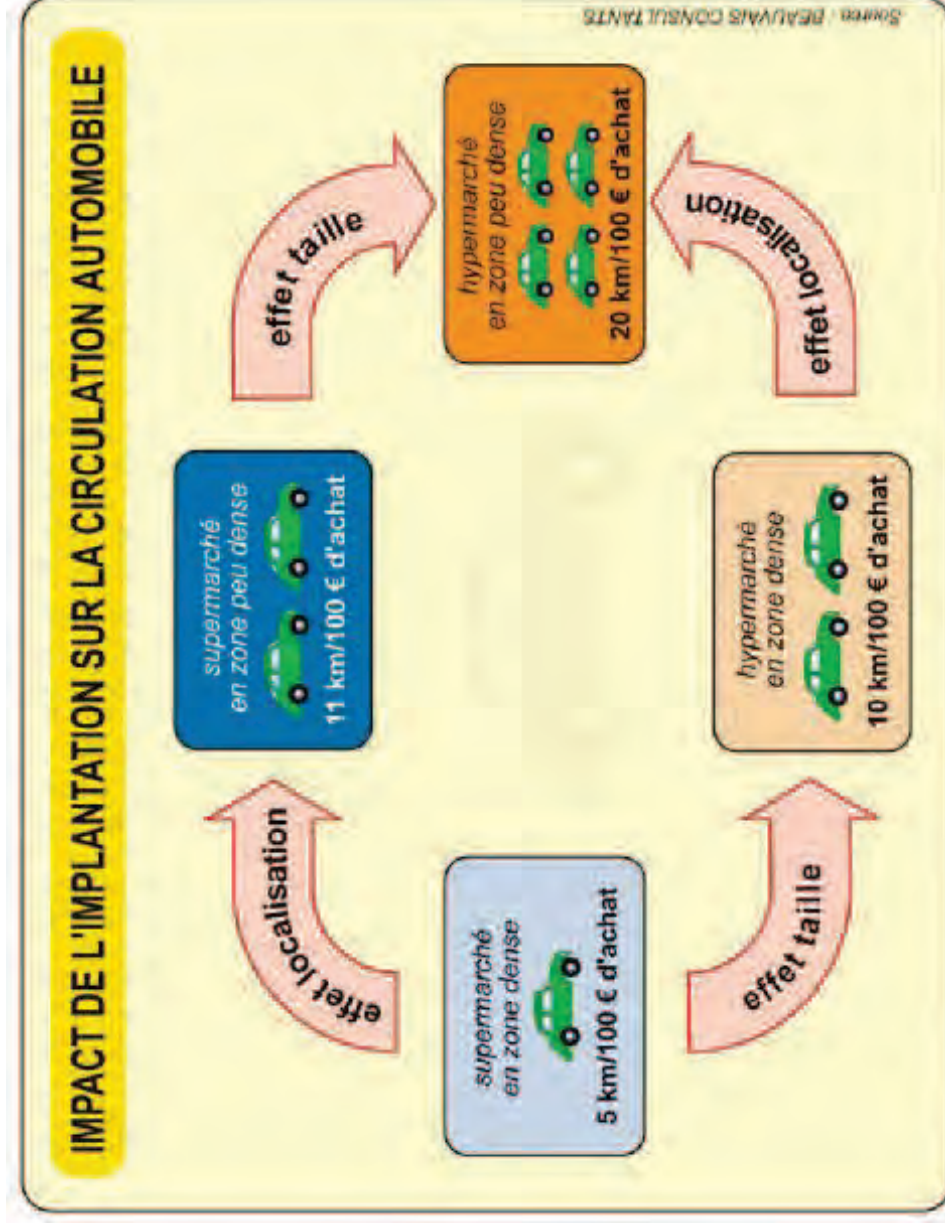 IMPACT DE L'IMPLANTATION SUR LA CIRCULATION AUTOMOBILE
supermarché
en zone peu dense
11 km/100 € d'achat
effet localisation
effet taille
supermarché
en zone dense
5 km/100 € d'achat
hypermarché
en zone peu dense
20 km/100 € d'achat
effet taille
effet localisation
hypermarché
en zone dense
10 km/100 € d'achat
Source : BEAUVAIS CONSULTANTS